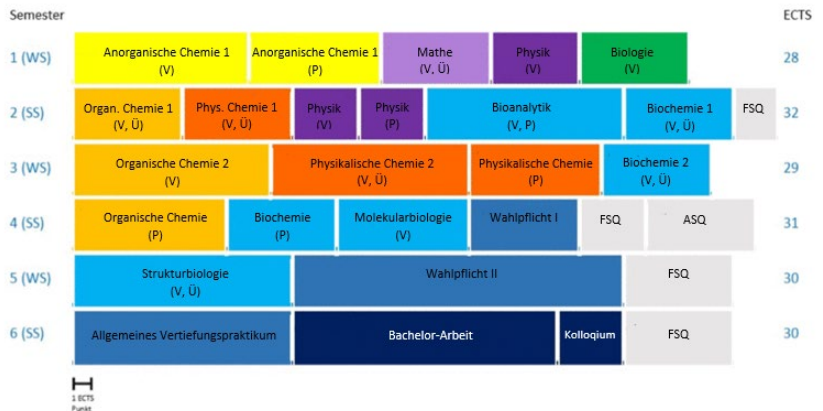 Semester
ECTS
1 (WS)
Anorganische Chemie 1
(V)
Anorganische Chemie 1
(P)
Mathe
(V, Ü)
Physik
(V)
Biologie
(V)
28
2 (SS)
Organ. Chemie 1
(V, Ü)
Phys. Chemie 1
(V, Ü)
Physik
(V)
Physik
(P)
Bioanalytik
(V, P)
Biochemie 1
(V, Ü)
FSQ
32
3 (WS)
Organische Chemie 2
(V)
Physikalische Chemie 2
(V, Ü)
Physikalische Chemie
(P)
Biochemie 2
(V, Ü)
29
4 (SS)
Organische Chemie
(P)
Biochemie
(P)
Molekularbiologie
(V)
Wahlpflicht I
FSQ
ASQ
31
5 (WS)
Strukturbiologie
(V, Ü)
Wahlpflicht II
FSQ
30
6 (SS)
Allgemeines Vertiefungspraktikum
Bachelor-Arbeit
Kolloqium
FSQ
30
1 ECTS
Punkt